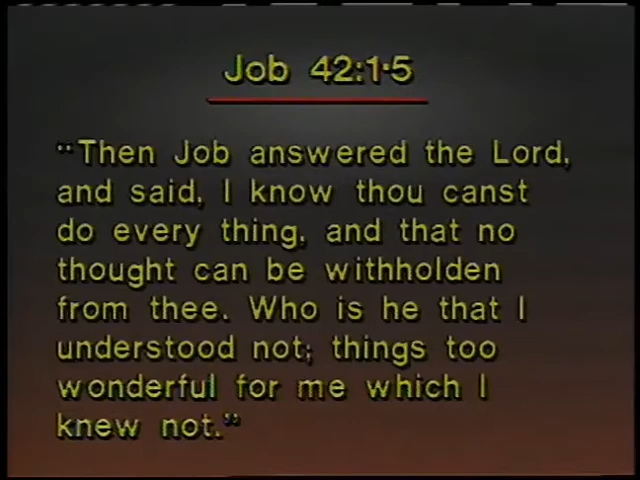 Job 42:1-5
"Then Job answered the Lord,
and said, I know thou canst
do every thing, and that no
thought can be withholden
from thee. Who is he that I
understood not; things too
wonderful for me which I
knew not."